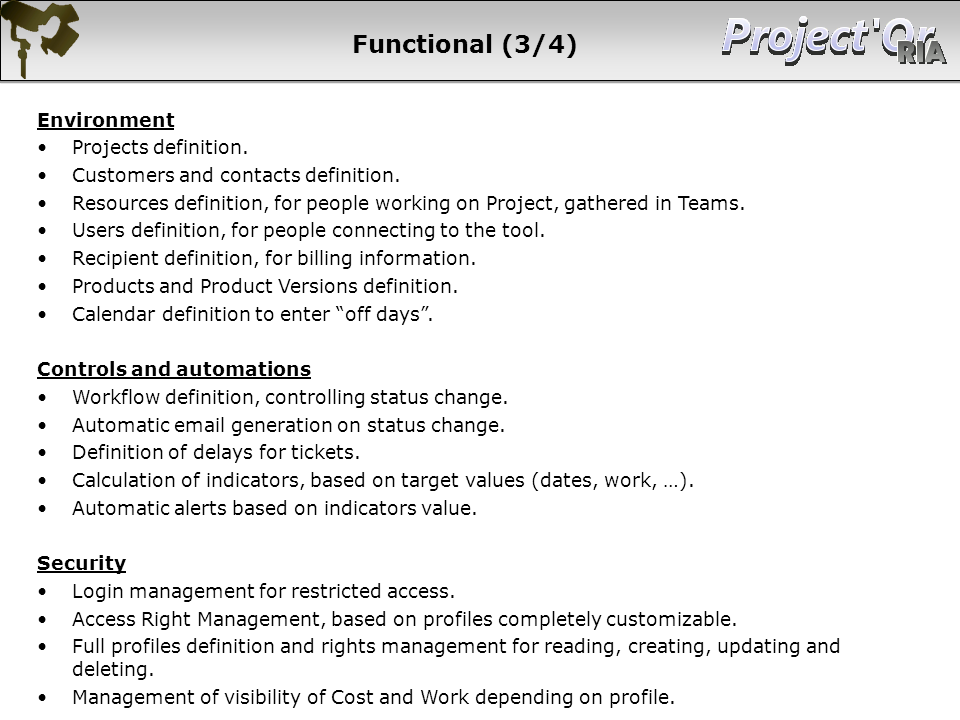 Functional (3/4)
Project'Or
RIA
Environment
• Projects definition.
• Customers and contacts definition.
• Resources definition, for people working on Project, gathered in Teams.
• Users definition, for people connecting to the tool.
• Recipient definition, for billing information.
• Products and Product Versions definition.
• Calendar definition to enter “off days”.
Controls and automations
• Workflow definition, controlling status change.
• Automatic email generation on status change.
• Definition of delays for tickets.
• Calculation of indicators, based on target values (dates, work, …).
• Automatic alerts based on indicators value.
Security
• Login management for restricted access.
• Access Right Management, based on profiles completely customizable.
• Full profiles definition and rights management for reading, creating, updating and
deleting.
• Management of visibility of Cost and Work depending on profile.